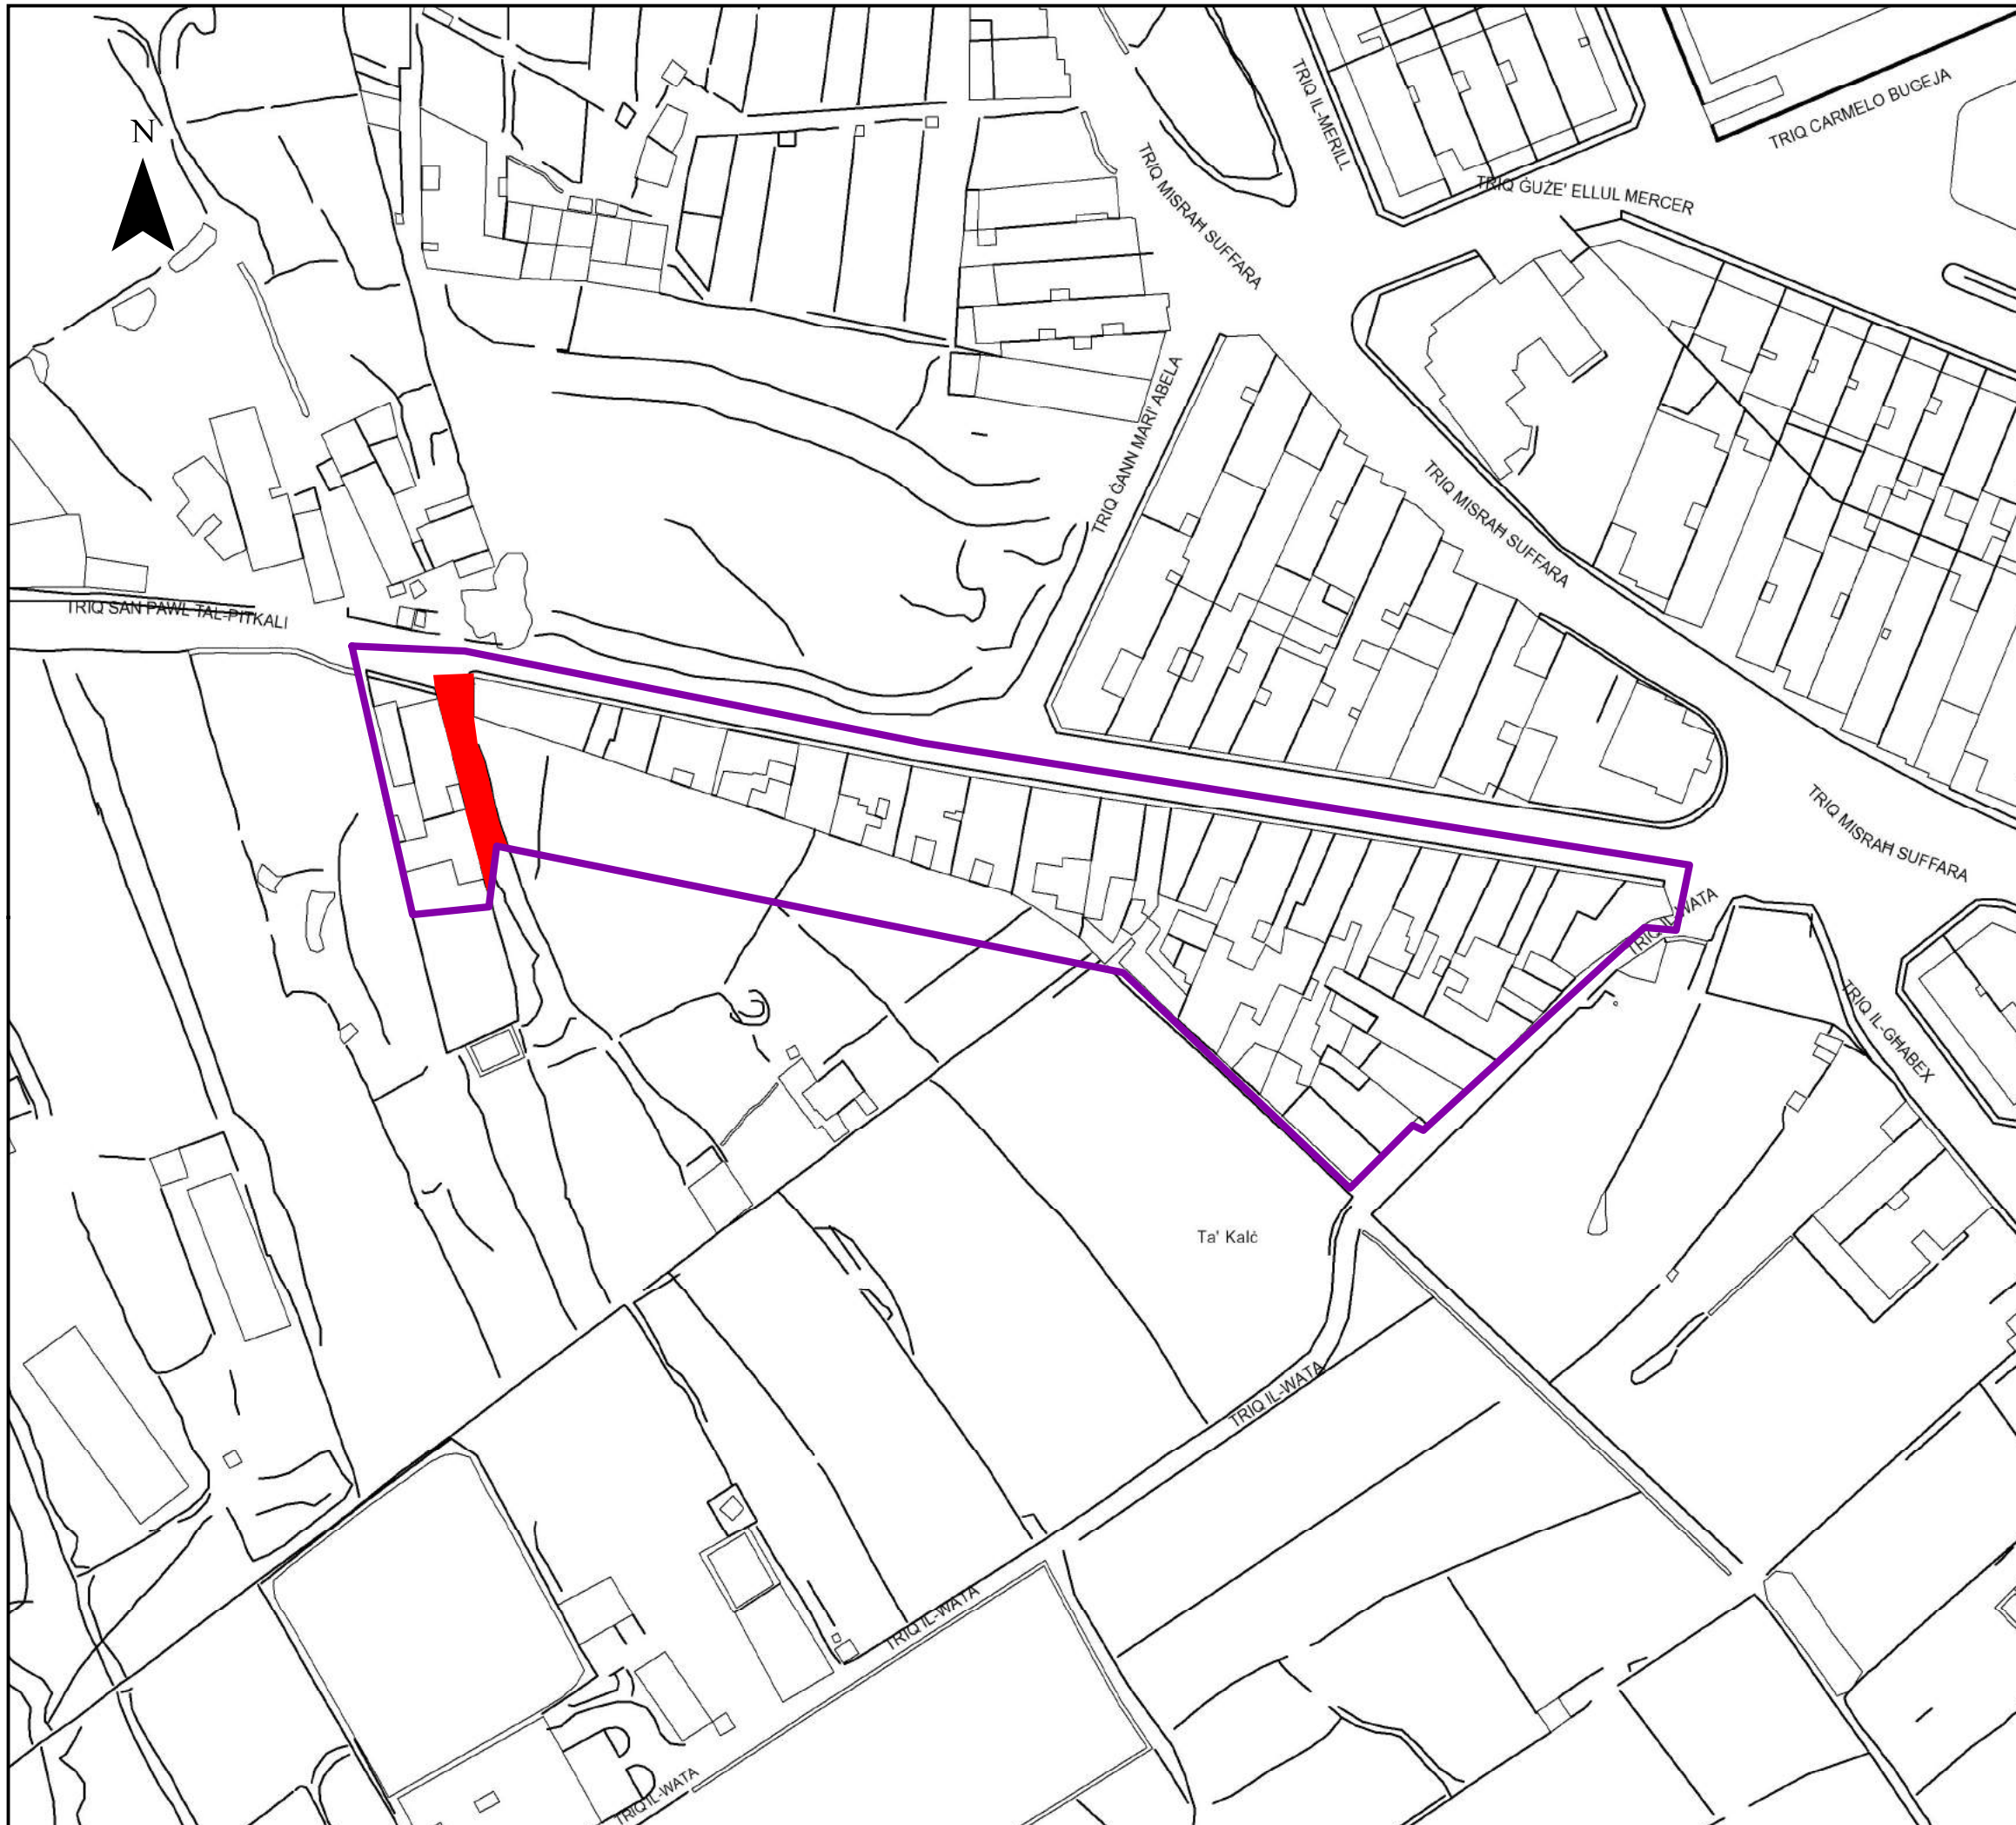 N
TRIQ IL-MERILL
TRIQ CARMELO BUGEJA
TRIQ MISRAĦ SUFFARA
TRIQ ĠUŻE' ELLUL MERCER
TRIQ ĠANN MARI' ABELA
TRIQ MISRAĦ SUFFARA
TRIQ SAN PAWL TAL-PITKALI
TRIQ MISRAĦ SUFFARA
TRIQ IL-WATA
TRIQ IL-GĦABEX
Ta' Kalċ
TRIQ IL-WATA
TRIQ IL-WATA
TRIQ IL-WATA